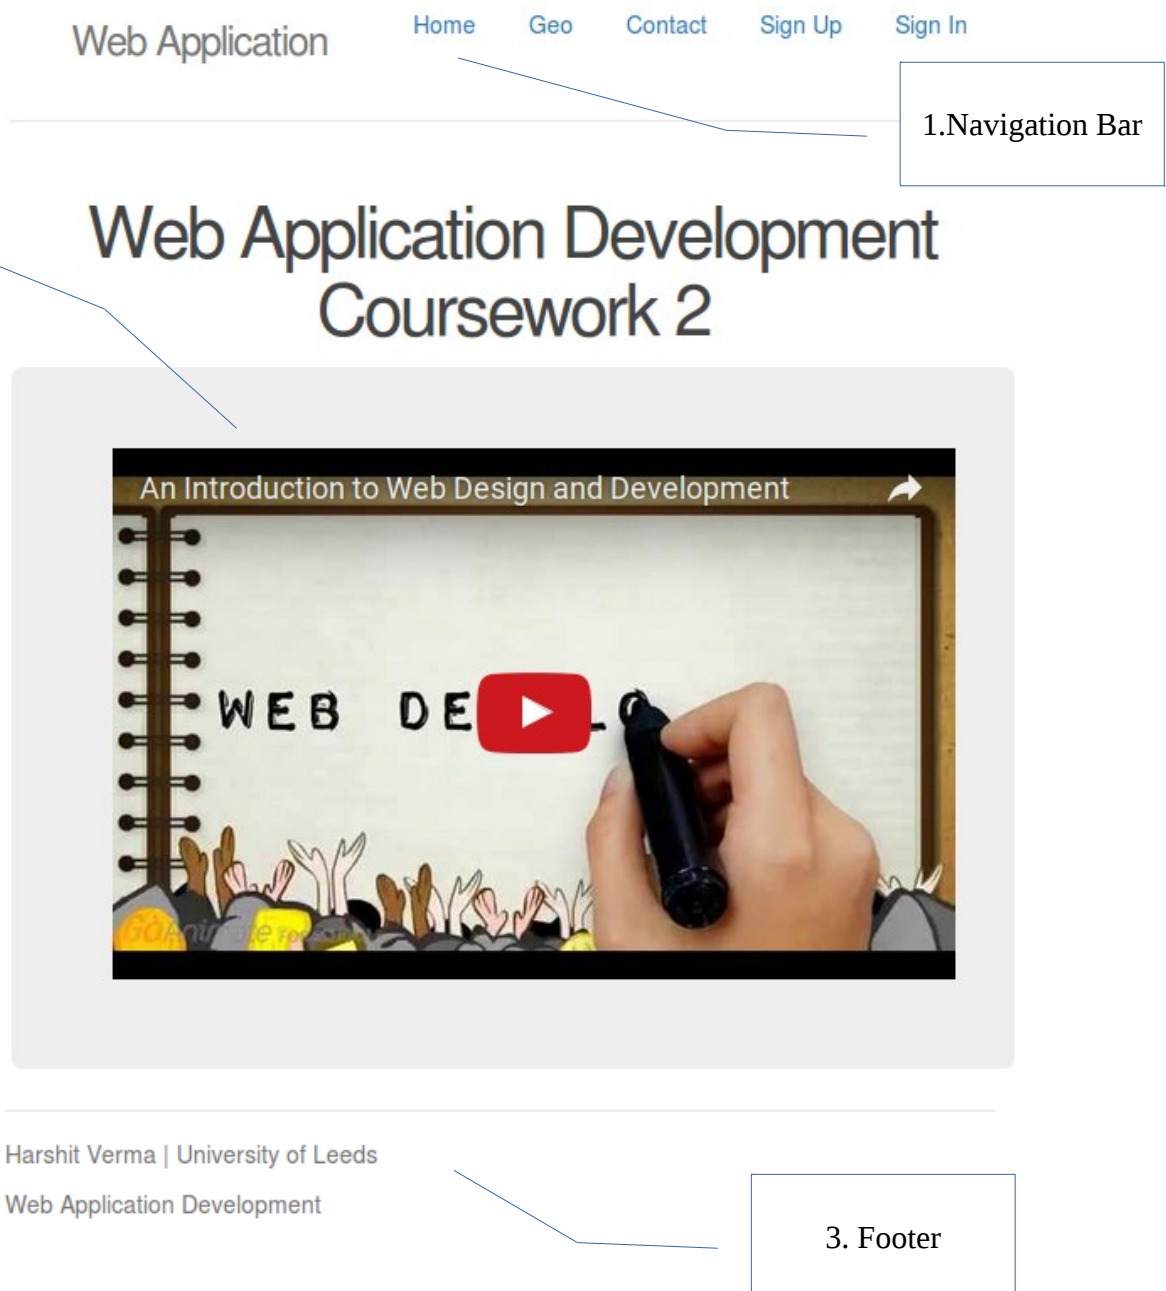 Web Application
Home Geo Contact Sign Up Sign In
1.Navigation Bar
Web Application Development
Coursework 2
An Introduction to Web Design and Development
WEB DE
GOAnimate
Harshit Verma | University of Leeds
Web Application Development
3. Footer